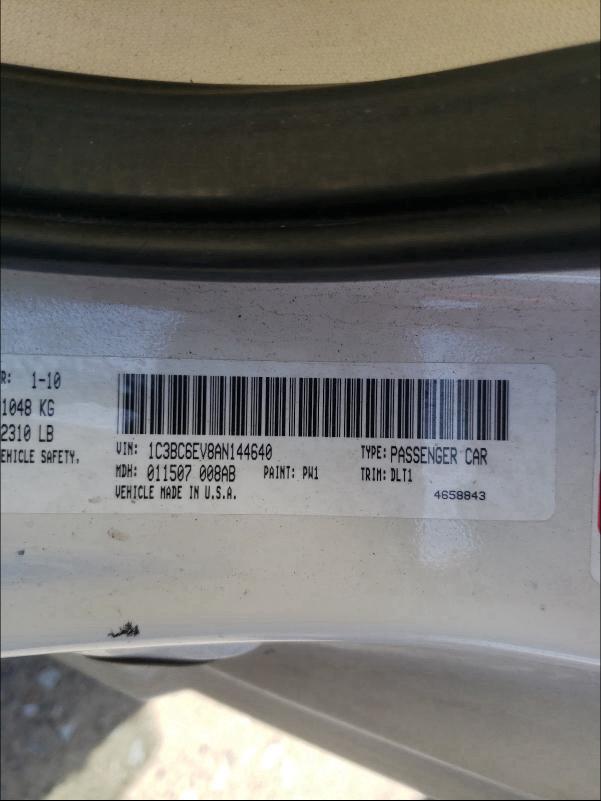 R: 1-10
1048 KG
2310 LB
EHICLE SAFETY.
VIN: 1C3BC6EV8AN144640 TYPE: PASSENGER CAR
MDH: 011507 008AB PAINT: PW1 TRIM: DLT1
VEHICLE MADE IN U.S.A. 4658843